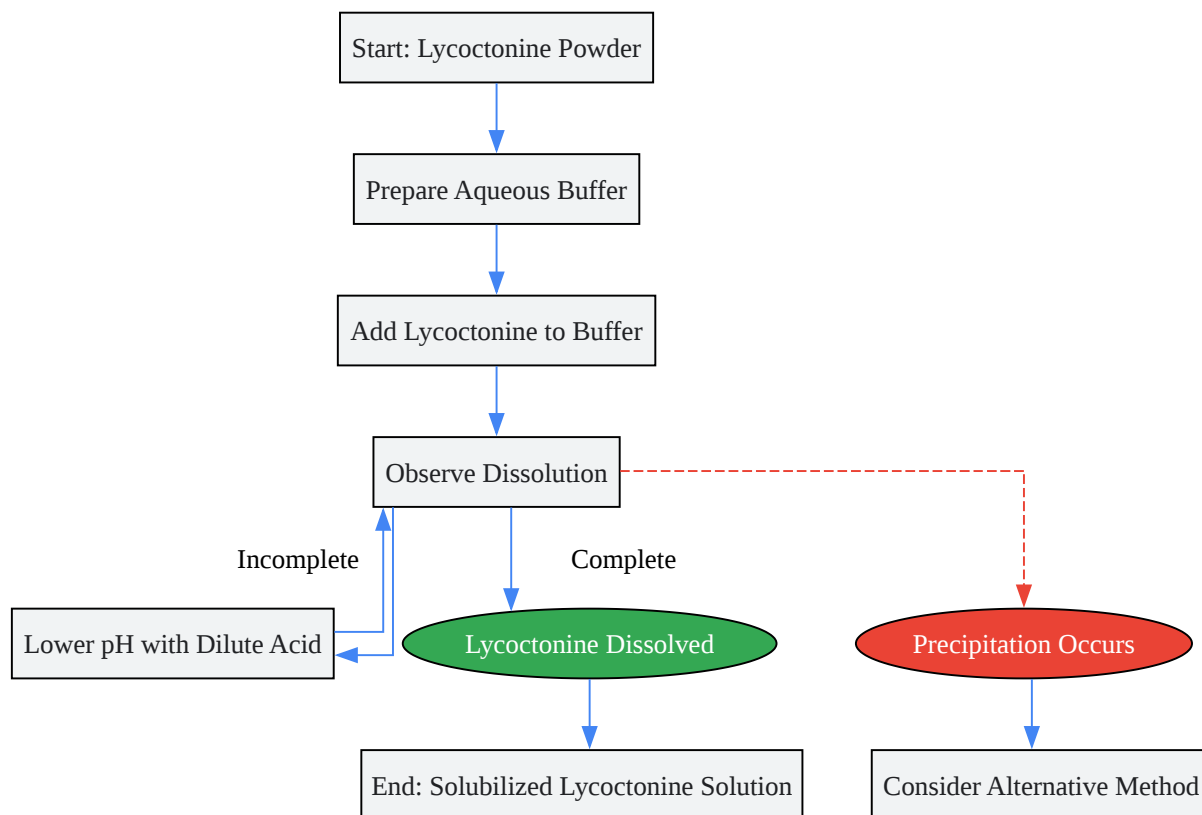 Start: Lycoctonine Powder
Prepare Aqueous Buffer
Add Lycoctonine to Buffer
Observe Dissolution
Incomplete
Complete
Lower pH with Dilute Acid
Lycoctonine Dissolved
Precipitation Occurs
End: Solubilized Lycoctonine Solution
Consider Alternative Method